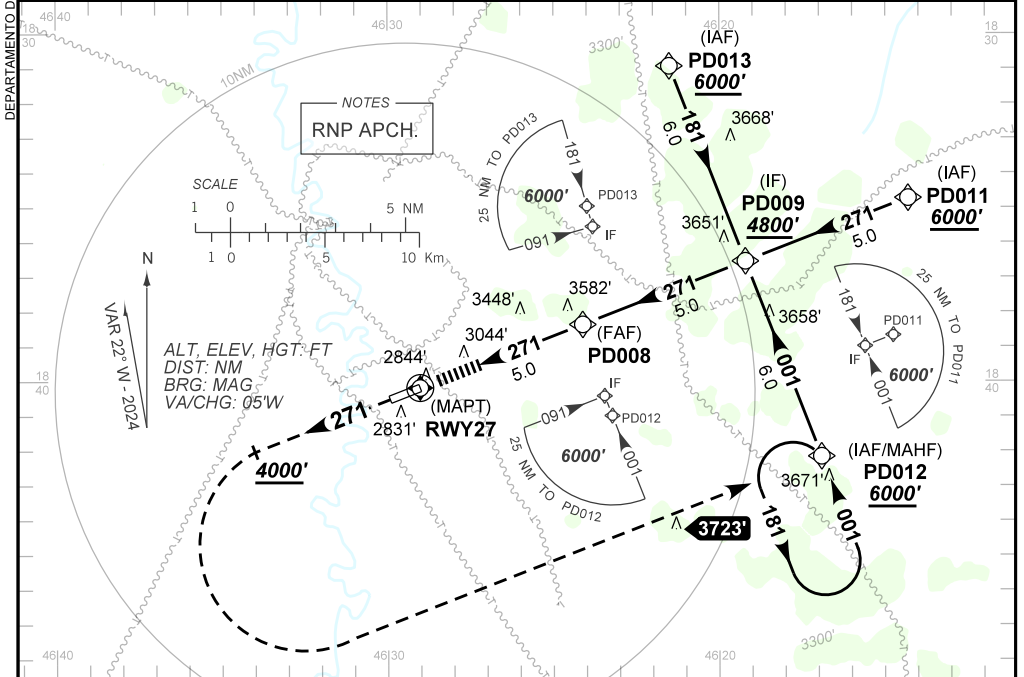 DEPARTAMENTO D
46 40
46 30
46 20
18
30
18
30
3300'
10NM
NOTES
RNP APCH.
(IAF)
PD013
6000'
181
6.0
3668'
25 NM TO PD013
181
6000'
PD013
IF
091
(IF)
PD009
4800'
(IAF)
PD011
6000'
271
5.0
3651'
SCALE
1 0 5 NM
1 0 5 10 Km
N
VAR 22° W - 2024
ALT, ELEV, HGT: FT
DIST: NM
BRG: MAG
VA/CHG: 05'W
271
5.0
3448'
3582'
3658'
25 NM TO PD011
181
PD011
IF
6000'
001
(FAF)
PD008
3044'
2844'
271
5.0
18
40
18
40
001
6.0
(MAPT)
RWY27
2831'
271
4000'
IF
091
PD012
001
6000'
25 NM TO PD012
(IAF/MAHF)
PD012
6000'
3671'
181
001
3723'
3300'
46 40
46 30
46 20